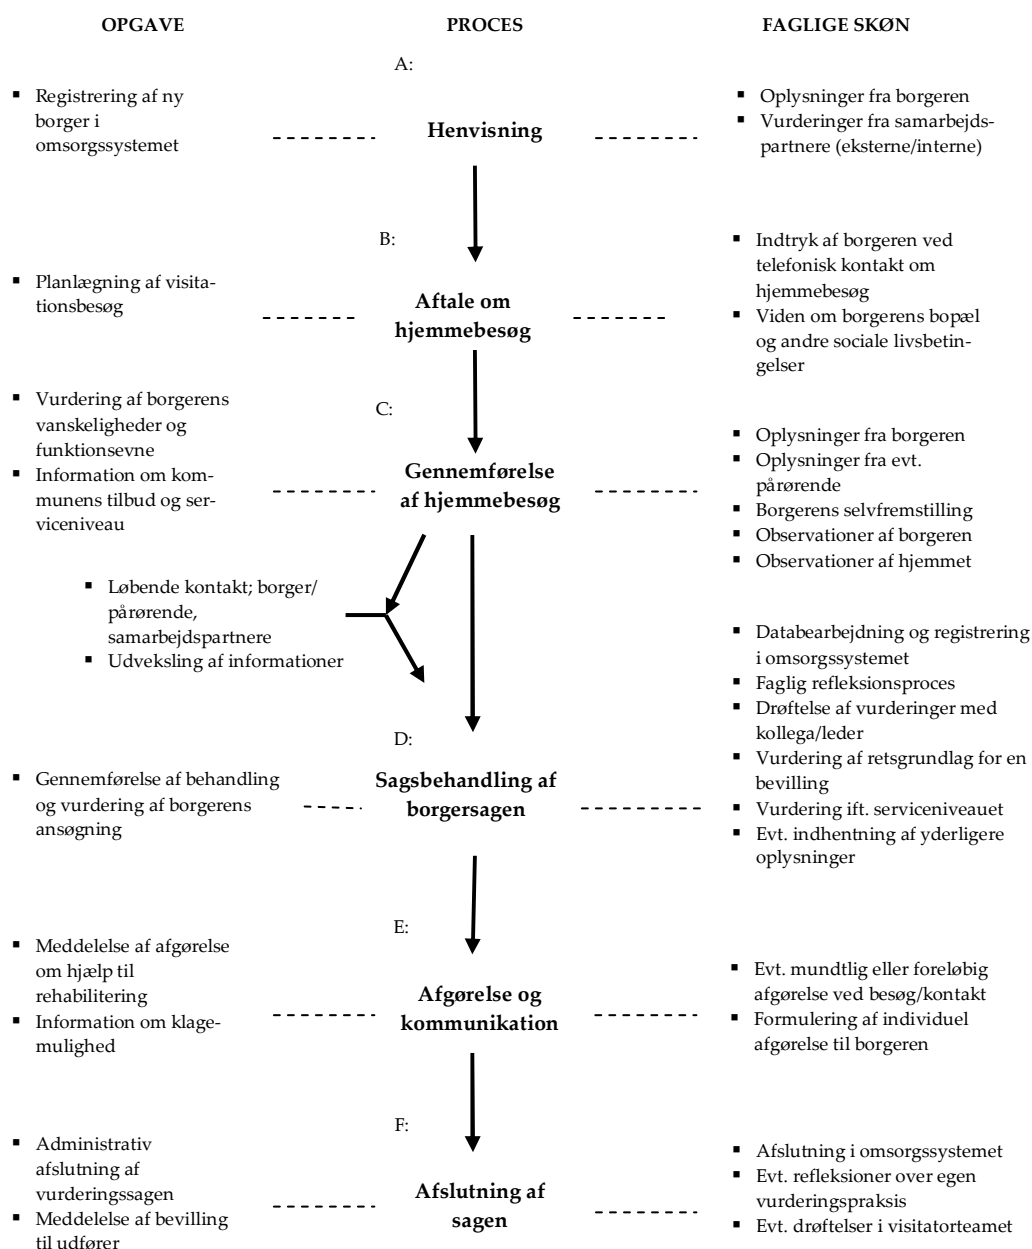 OPGAVE
PROCES
FAGLIGE SKØN
A:
▪ Registrering af ny
borger i
omsorgssystemet
Henvisning
▪ Oplysninger fra borgeren
▪ Vurderinger fra samarbejds-
partnere (eksterne/interne)
B:
▪ Planlægning af visita-
tionsbesøg
Aftale om
hjemmebesøg
▪ Indtryk af borgeren ved
telefonisk kontakt om
hjemmebesøg
▪ Viden om borgerens bopæl
og andre sociale livsbetin-
gelser
C:
▪ Vurdering af borgerens
vanskeligheder og
funktionsevne
▪ Information om kom-
munens tilbud og ser-
viceniveau
Gennemførelse
af hjemmebesøg
▪ Oplysninger fra borgeren
▪ Oplysninger fra evt.
pårørende
▪ Borgerens selvfremstilling
▪ Observationer af borgeren
▪ Observationer af hjemmet
▪ Løbende kontakt; borger/
pårørende,
samarbejdspartnere
▪ Udveksling af informationer
D:
▪ Gennemførelse af behandling
og vurdering af borgerens
ansøgning
Sagsbehandling af
borgersagen
▪ Databearbejdning og registrering
i omsorgssystemet
▪ Faglig refleksionsproces
▪ Drøftelse af vurderinger med
kollega/leder
▪ Vurdering af retsgrundlag for en
bevilling
▪ Vurdering ift. serviceniveauet
▪ Evt. indhentning af yderligere
oplysninger
E:
▪ Meddelelse af afgørelse
om hjælp til
rehabilitering
▪ Information om klage-
mulighed
Afgørelse og
kommunikation
▪ Evt. mundtlig eller foreløbig
afgørelse ved besøg/kontakt
▪ Formulering af individuel
afgørelse til borgeren
F:
▪ Administrativ
afslutning af
vurderingssagen
▪ Meddelelse af bevilling
til udfører
Afslutning af
sagen
▪ Afslutning i omsorgssystemet
▪ Evt. refleksioner over egen
vurderingspraksis
▪ Evt. drøftelser i visitatorteamet